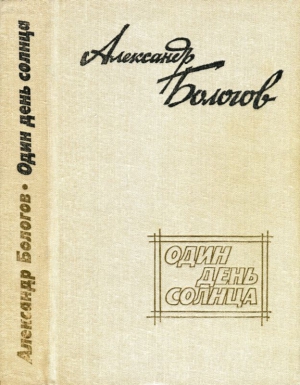 Александр Бологов · Один день солнца
Александр
Бологов
ОДИН
ДЕНЬ
СОЛНЦА